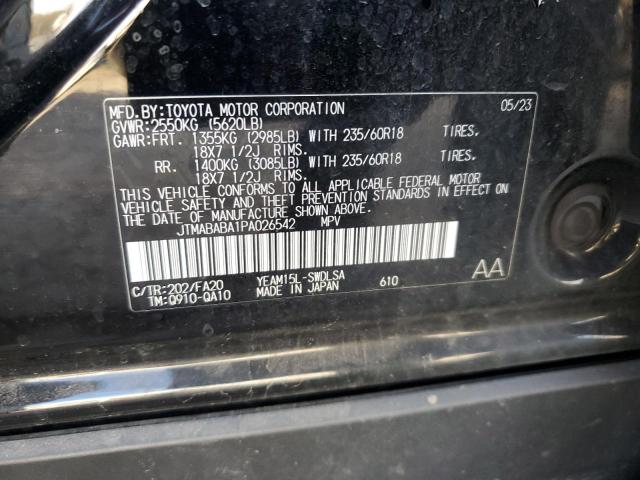 MFD.BY:TOYOTA MOTOR CORPORATION 05/23
GVWR:2550KG (5620LB)
GAWR:FRT. 1355KG (2985LB) WITH 235/60R18 TIRES.
18X7 1/2J RIMS.
RR. 1400KG (3085LB) WITH 235/60R18 TIRES.
18X7 1/2J RIMS.
THIS VEHICLE CONFORMS TO ALL APPLICABLE FEDERAL MOTOR
VEHICLE SAFETY AND THEFT PREVENTION STANDARDS IN EFFECT ON
THE DATE OF MANUFACTURE SHOWN ABOVE.
JTMABABA1PA026542 MPV
C/TR:202/FA20 YEAM15L-SWDLSA AA
TM:Q910-QA10 MADE IN JAPAN 610